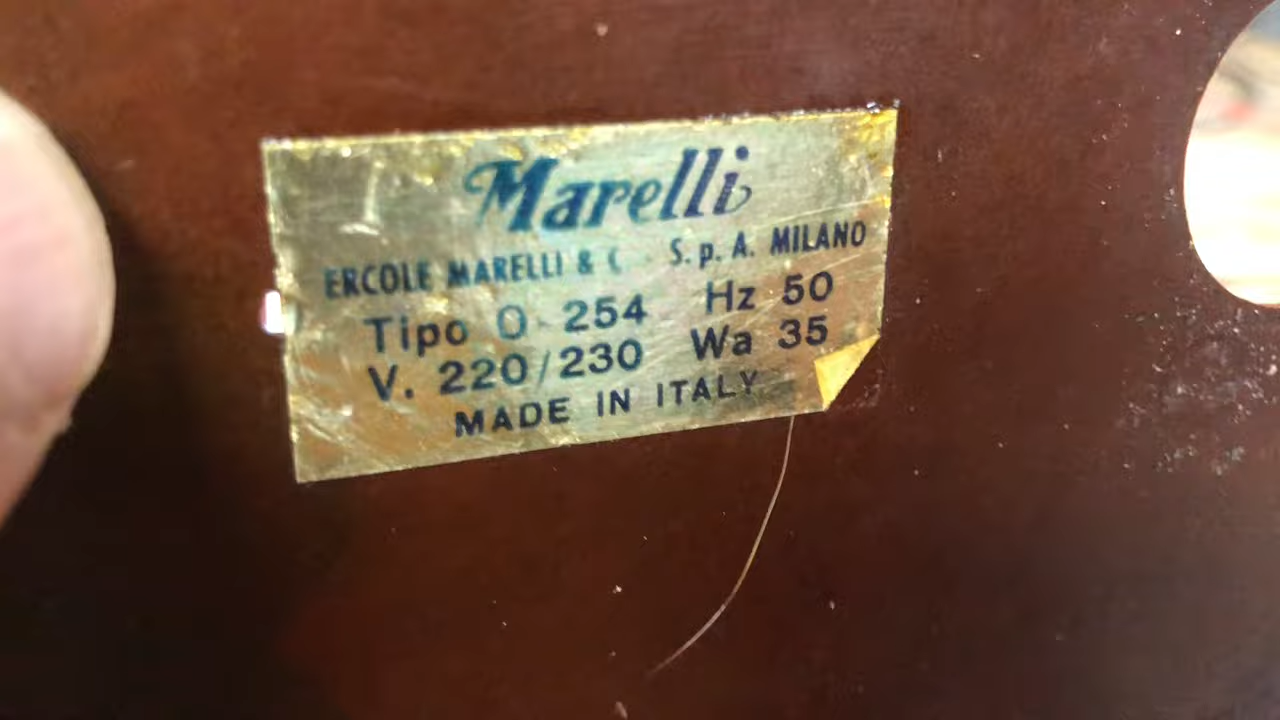 Marelli
ERCOLE MARELLI & C S.p.A. MILANO
Tipo O 254 Hz 50
V. 220/230 Wa 35
MADE IN ITALY